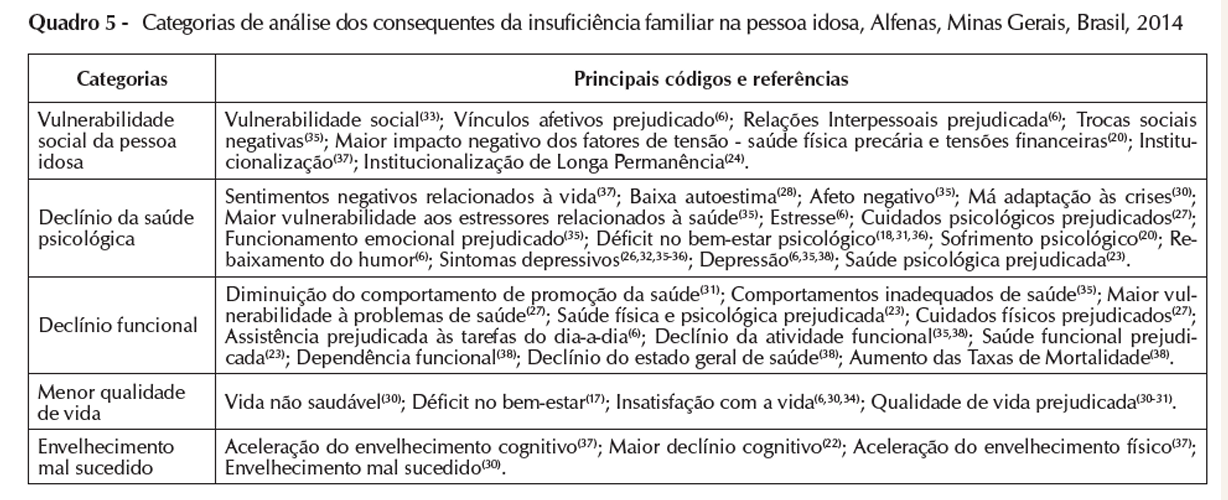 Quadro 5 - Categorias de análise dos consequentes da insuficiência familiar na pessoa idosa, Alfenas, Minas Gerais, Brasil, 2014
Categorias
Principais códigos e referências
Vulnerabilidade
social da pessoa
idosa
Vulnerabilidade social(33); Vínculos afetivos prejudicado(6); Relações Interpessoais prejudicada(6); Trocas sociais
negativas(35); Maior impacto negativo dos fatores de tensão - saúde física precária e tensões financeiras(20); Institu-
cionalização(37); Institucionalização de Longa Permanência(24).
Declínio da saúde
psicológica
Sentimentos negativos relacionados à vida(37); Baixa autoestima(28); Afeto negativo(35); Má adaptação às crises(30);
Maior vulnerabilidade aos estressores relacionados à saúde(35); Estresse(6); Cuidados psicológicos prejudicados(27);
Funcionamento emocional prejudicado(35); Déficit no bem-estar psicológico(18,31,36); Sofrimento psicológico(20); Re-
baixamento do humor(6); Sintomas depressivos(26,32,35-36); Depressão(6,35,38); Saúde psicológica prejudicada(23).
Declínio funcional
Diminuição do comportamento de promoção da saúde(31); Comportamentos inadequados de saúde(35); Maior vul-
nerabilidade à problemas de saúde(27); Saúde física e psicológica prejudicada(23); Cuidados físicos prejudicados(27);
Assistência prejudicada às tarefas do dia-a-dia(6); Declínio da atividade funcional(35,38); Saúde funcional prejudi-
cada(23); Dependência funcional(38); Declínio do estado geral de saúde(38); Aumento das Taxas de Mortalidade(38).
Menor qualidade
de vida
Vida não saudável(30); Déficit no bem-estar(17); Insatisfação com a vida(6,30,34); Qualidade de vida prejudicada(30-31).
Envelhecimento
mal sucedido
Aceleração do envelhecimento cognitivo(37); Maior declínio cognitivo(22); Aceleração do envelhecimento físico(37);
Envelhecimento mal sucedido(30).